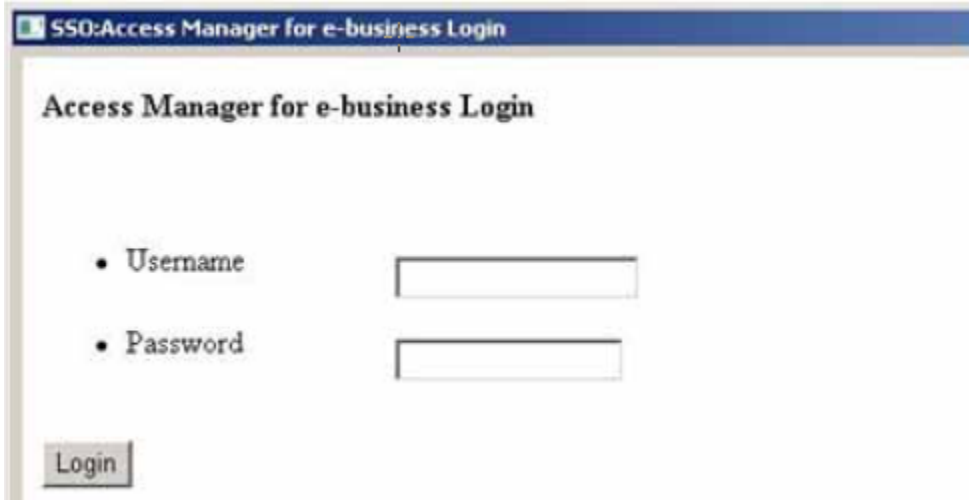 SSO:Access Manager for e-business Login
Access Manager for e-business Login
• Username
• Password
Login